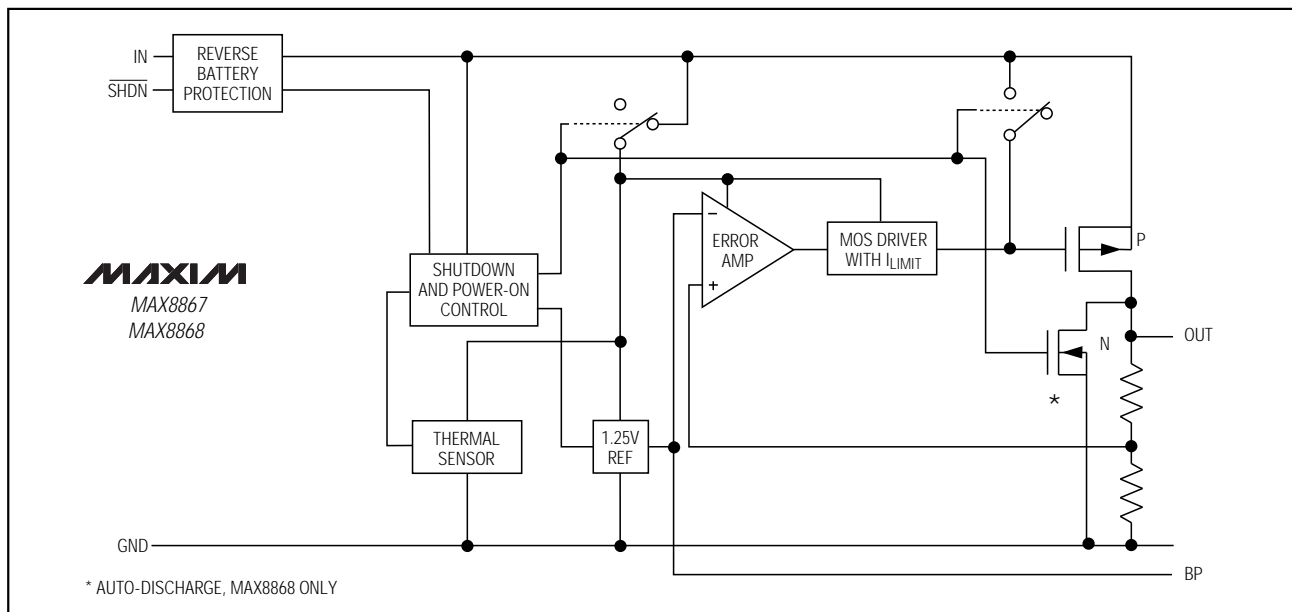 IN
SHDN
REVERSE
BATTERY
PROTECTION
MAXIM
MAX8867
MAX8868
SHUTDOWN
AND POWER-ON
CONTROL
THERMAL
SENSOR
1.25V
REF
−
ERROR
AMP
+
MOS DRIVER
WITH ILIMIT
P
N
*
OUT
GND
BP
* AUTO-DISCHARGE, MAX8868 ONLY